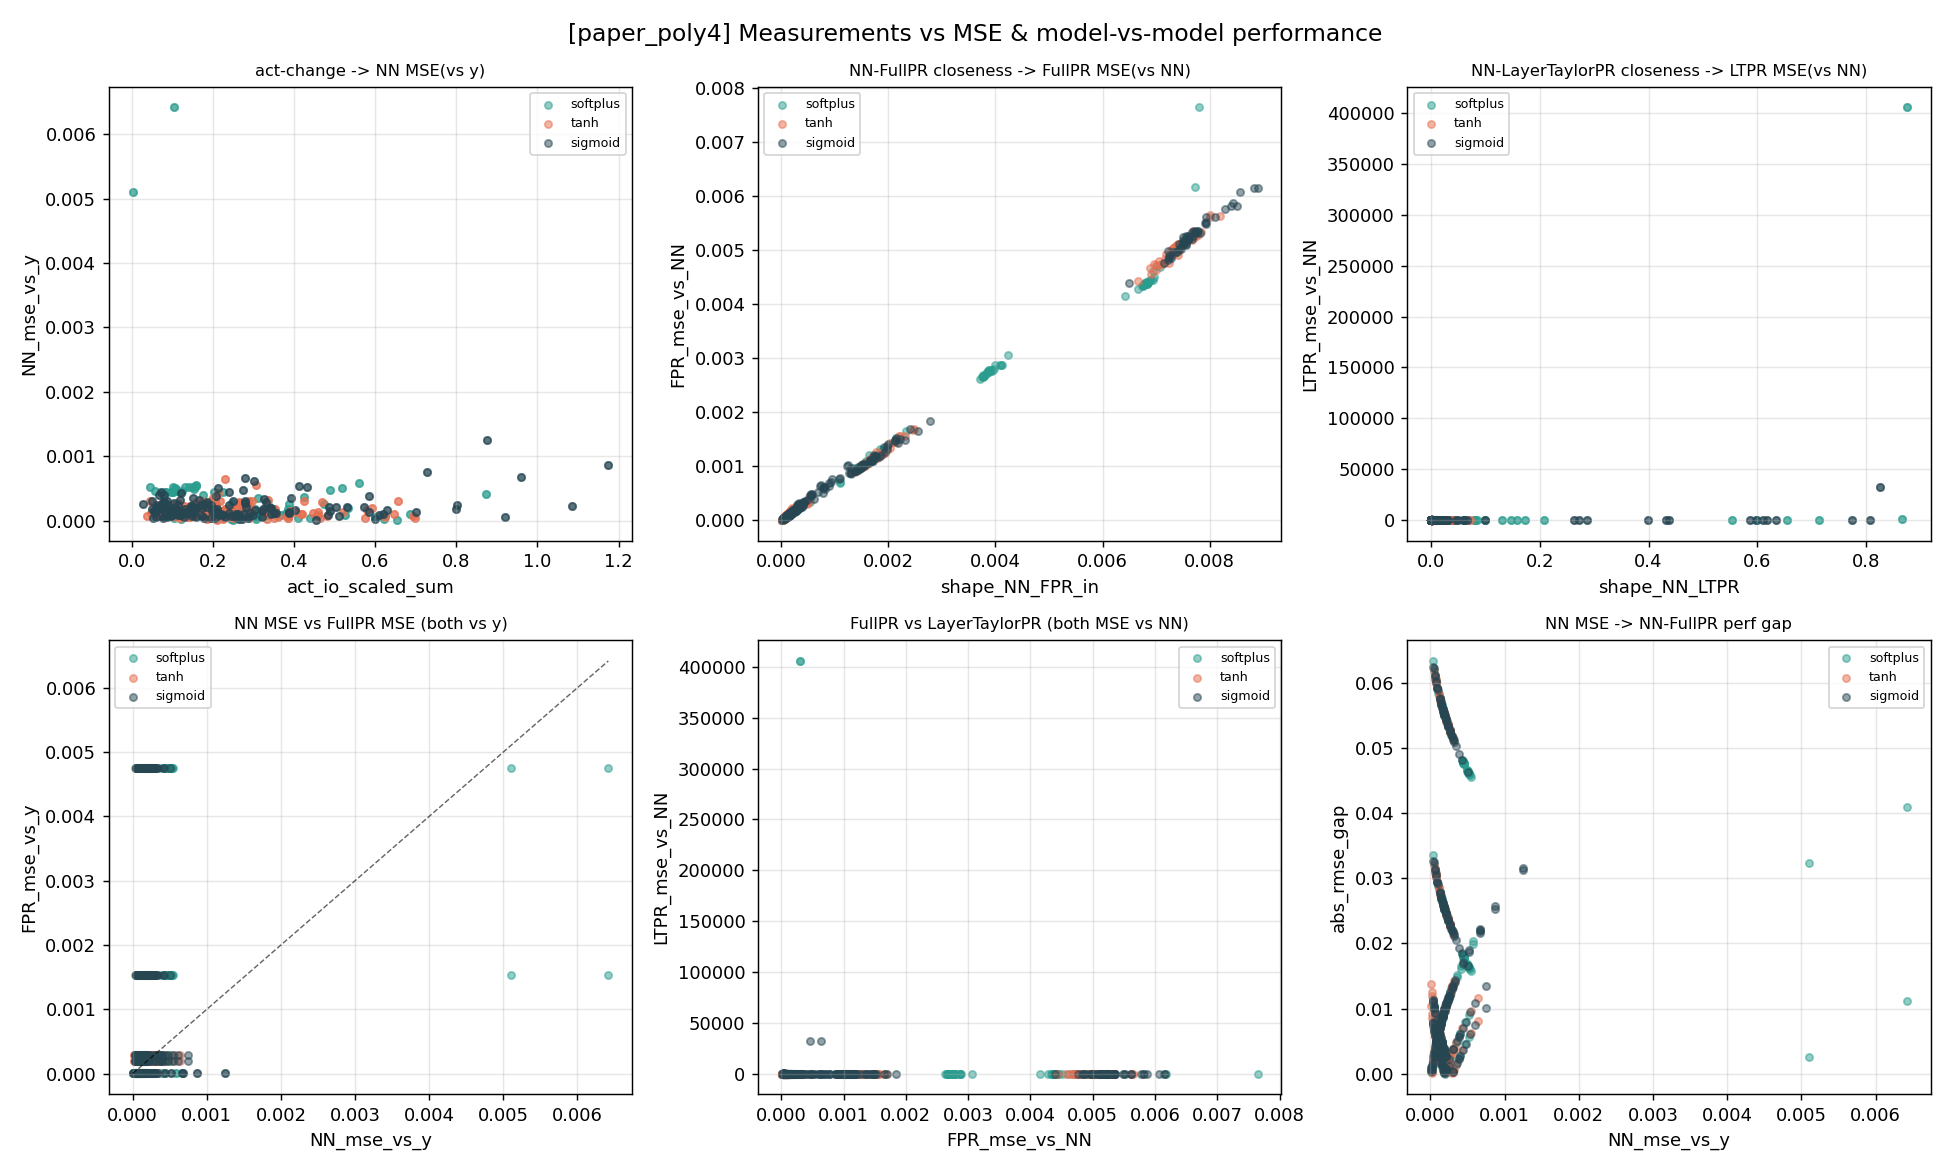 [paper_poly4] Measurements vs MSE & model-vs-model performance
act-change -> NN MSE(vs y)
softplus
tanh
sigmoid
NN_mse_vs_y
0.006
0.005
0.004
0.003
0.002
0.001
0.000
0.0 0.2 0.4 0.6 0.8 1.0 1.2
act_io_scaled_sum
NN-FullPR closeness -> FullPR MSE(vs NN)
softplus
tanh
sigmoid
FPR_mse_vs_NN
0.008
0.007
0.006
0.005
0.004
0.003
0.002
0.001
0.000
0.000 0.002 0.004 0.006 0.008
shape_NN_FPR_in
NN-LayerTaylorPR closeness -> LTPR MSE(vs NN)
softplus
tanh
sigmoid
LTPR_mse_vs_NN
400000
350000
300000
250000
200000
150000
100000
50000
0
0.0 0.2 0.4 0.6 0.8
shape_NN_LTPR
NN MSE vs FullPR MSE (both vs y)
softplus
tanh
sigmoid
FPR_mse_vs_y
0.006
0.005
0.004
0.003
0.002
0.001
0.000
0.000 0.001 0.002 0.003 0.004 0.005 0.006
NN_mse_vs_y
FullPR vs LayerTaylorPR (both MSE vs NN)
softplus
tanh
sigmoid
LTPR_mse_vs_NN
400000
350000
300000
250000
200000
150000
100000
50000
0
0.000 0.001 0.002 0.003 0.004 0.005 0.006 0.007 0.008
FPR_mse_vs_NN
NN MSE -> NN-FullPR perf gap
softplus
tanh
sigmoid
abs_rmse_gap
0.06
0.05
0.04
0.03
0.02
0.01
0.00
0.000 0.001 0.002 0.003 0.004 0.005 0.006
NN_mse_vs_y